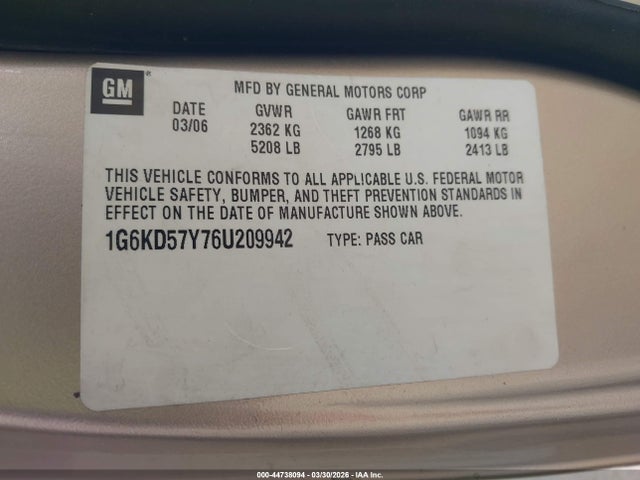 GM
MFD BY GENERAL MOTORS CORP
DATE GVWR GAWR FRT GAWR RR
03/06 2362 KG 1268 KG 1094 KG
5208 LB 2795 LB 2413 LB
THIS VEHICLE CONFORMS TO ALL APPLICABLE U.S. FEDERAL MOTOR
VEHICLE SAFETY, BUMPER, AND THEFT PREVENTION STANDARDS IN
EFFECT ON THE DATE OF MANUFACTURE SHOWN ABOVE.
1G6KD57Y76U209942 TYPE: PASS CAR
000-44738094 - 03/30/2026 - IAA Inc.